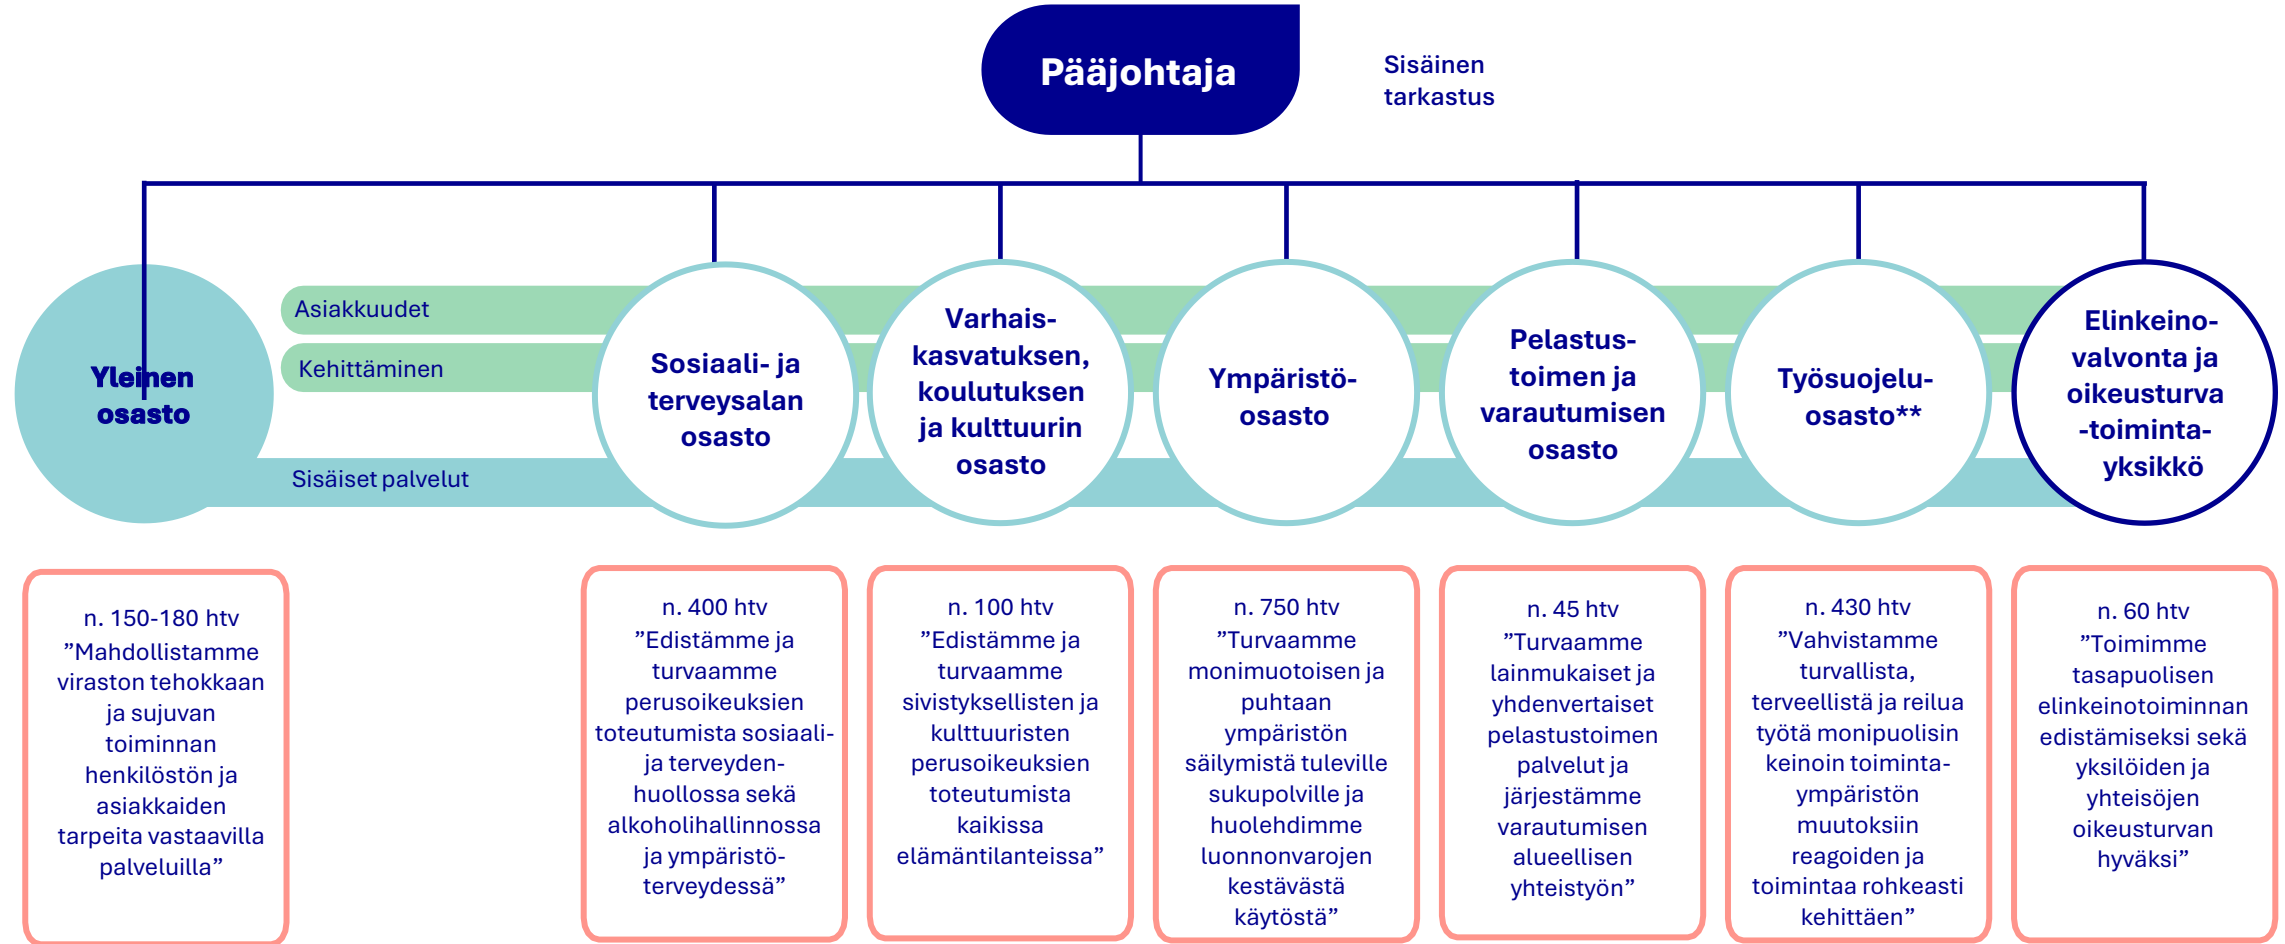 Pääjohtaja
Sisäinen
tarkastus
Asiakkuudet
Kehittäminen
Sisäiset palvelut
Yleinen
osasto
Sosiaali- ja
terveysalan
osasto
Varhais-
kasvatuksen,
koulutuksen
ja kulttuurin
osasto
Ympäristö-
osasto
Pelastus-
toimen ja
varautumisen
osasto
Työsuojelu-
osasto**
Elinkeino-
valvonta ja
oikeusturva
-toiminta-
yksikkö
n. 150-180 htv
”Mahdollistamme
viraston tehokkaan
ja sujuvan
toiminnan
henkilöstön ja
asiakkaiden
tarpeita vastaavilla
palveluilla”
n. 400 htv
”Edistämme ja
turvaamme
perusoikeuksien
toteutumista sosiaali-
ja terveyden-
huollossa sekä
alkoholihallinnossa
ja ympäristö-
terveydessä”
n. 100 htv
”Edistämme ja
turvaamme
sivistyksellisten ja
kulttuuristen
perusoikeuksien
toteutumista
kaikissa
elämäntilanteissa”
n. 750 htv
”Turvaamme
monimuotoisen ja
puhtaan
ympäristön
säilymistä tuleville
sukupolville ja
huolehdimme
luonnonvarojen
kestävästä
käytöstä”
n. 45 htv
”Turvaamme
lainmukaiset ja
yhdenvertaiset
pelastustoimen
palvelut ja
järjestämme
varautumisen
alueellisen
yhteistyön”
n. 430 htv
”Vahvistamme
turvallista,
terveellistä ja reilua
työtä monipuolisin
keinoin toiminta-
ympäristön
muutoksiin
reagoiden ja
toimintaa rohkeasti
kehittäen”
n. 60 htv
”Toimimme
tasapuolisen
elinkeinotoiminnan
edistämiseksi sekä
yksilöiden ja
yhteisöjen
oikeusturvan
hyväksi”